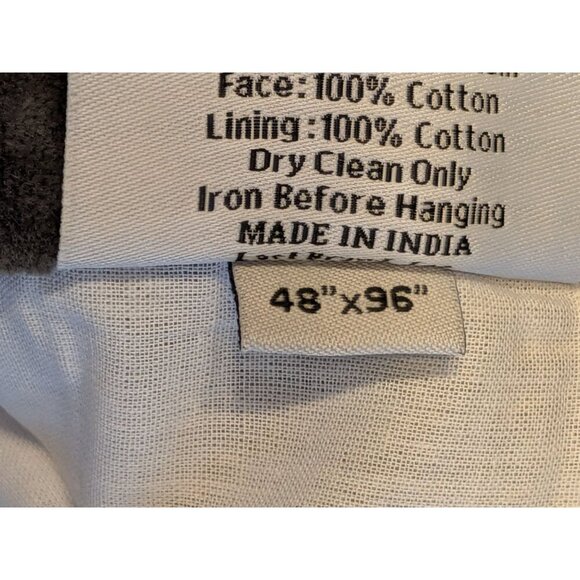 Face:100% Cotton
Lining:100% Cotton
Dry Clean Only
Iron Before Hanging
MADE IN INDIA
48"x96"